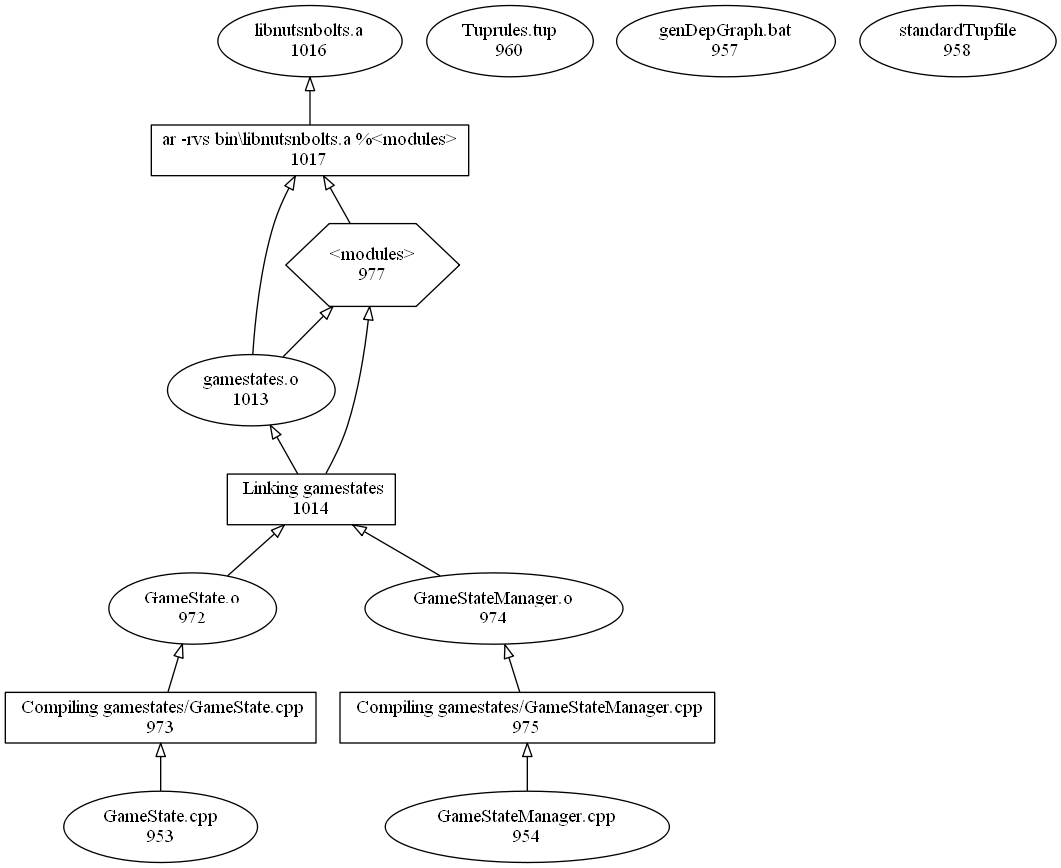 libnutsnbolts.a
1016
Tuprules.tup
960
genDepGraph.bat
957
standardTupfile
958
ar -rvs bin\libnutsnbolts.a %<modules>
1017
<modules>
977
gamestates.o
1013
Linking gamestates
1014
GameState.o
972
GameStateManager.o
974
Compiling gamestates/GameState.cpp
973
Compiling gamestates/GameStateManager.cpp
975
GameState.cpp
953
GameStateManager.cpp
954